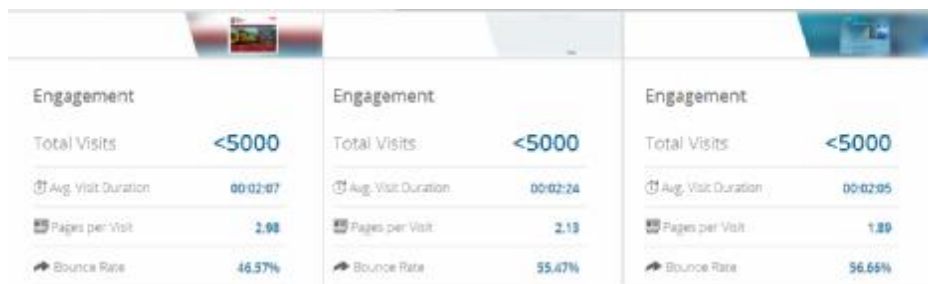 Engagement
Total Visits <5000
Avg. Visit Duration 00:02:07
Pages per Visit 2.98
Bounce Rate 46.57%
Engagement
Total Visits <5000
Avg. Visit Duration 00:02:24
Pages per Visit 2.13
Bounce Rate 55.47%
Engagement
Total Visits <5000
Avg. Visit Duration 00:02:05
Pages per Visit 1.89
Bounce Rate 56.66%